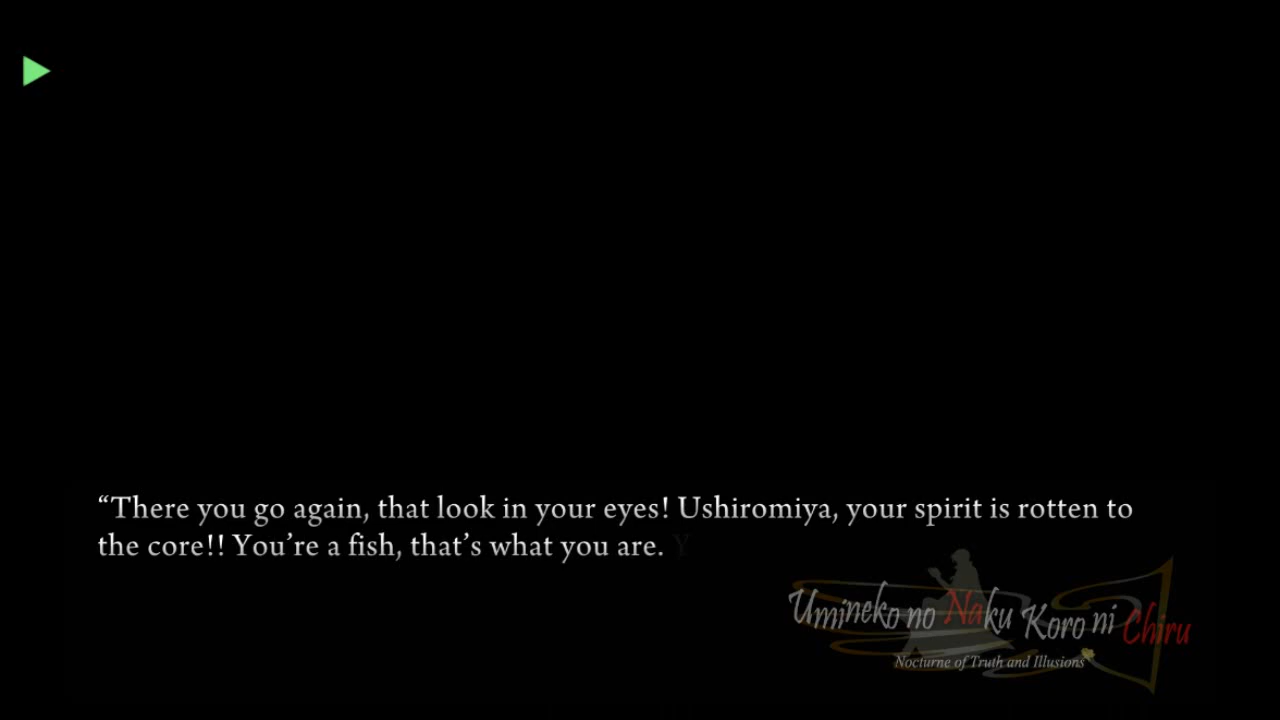 “There you go again, that look in your eyes! Ushiromiya, your spirit is rotten to
the core!! You’re a fish, that’s what you are. Y
Umineko no Naku Koro ni Chiru
Nocturne of Truth and Illusions